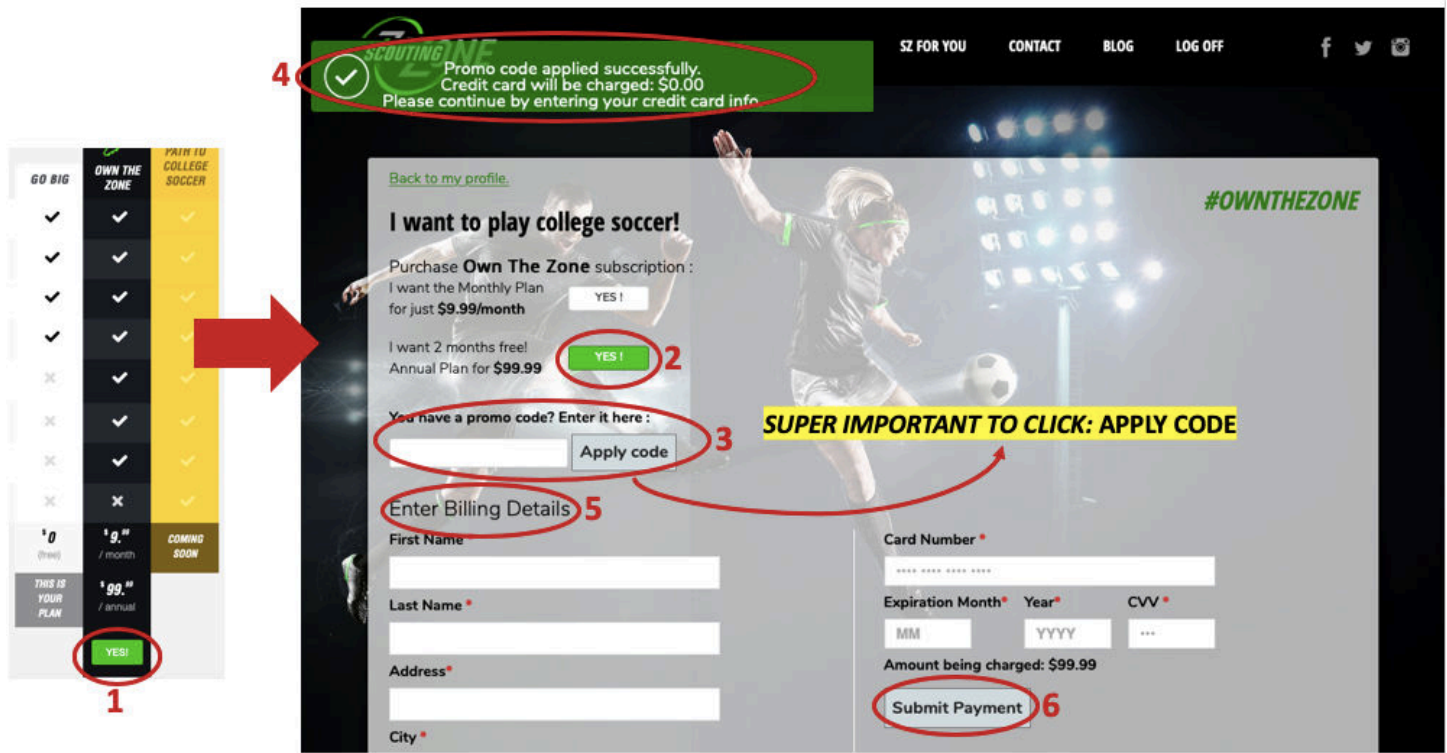 GO BIG
OWN THE
ZONE
PATH TO
COLLEGE
SOCCER
$0
(free)
$9.99
/ month
COMING
SOON
THIS IS
YOUR
PLAN
$99.99
/ annual
YES!
1
SCOUTING ZONE
SZ FOR YOU
CONTACT
BLOG
LOG OFF
4
Promo code applied successfully.
Credit card will be charged: $0.00
Please continue by entering your credit card info
Back to my profile.
#OWNTHEZONE
I want to play college soccer!
Purchase Own The Zone subscription :
I want the Monthly Plan
for just $9.99/month
YES !
I want 2 months free!
Annual Plan for $99.99
YES !
2
You have a promo code? Enter it here :
Apply code
3
SUPER IMPORTANT TO CLICK: APPLY CODE
Enter Billing Details
5
First Name
Last Name *
Address*
City *
Card Number *
•••• •••• •••• ••••
Expiration Month* Year* CVV *
MM YYYY •••
Amount being charged: $99.99
Submit Payment
6